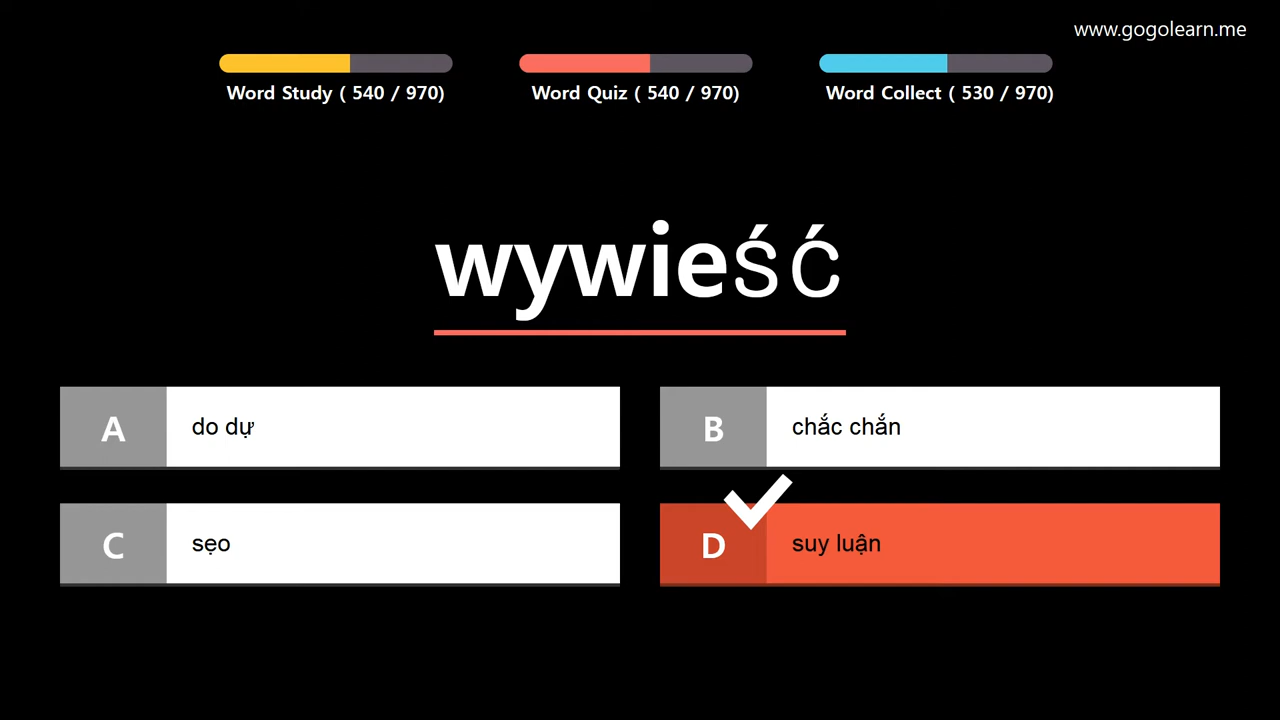 www.gogolearn.me
Word Study ( 540 / 970)
Word Quiz ( 540 / 970)
Word Collect ( 530 / 970)
wywieść
A do dự
B chắc chắn
C sẹo
D suy luận